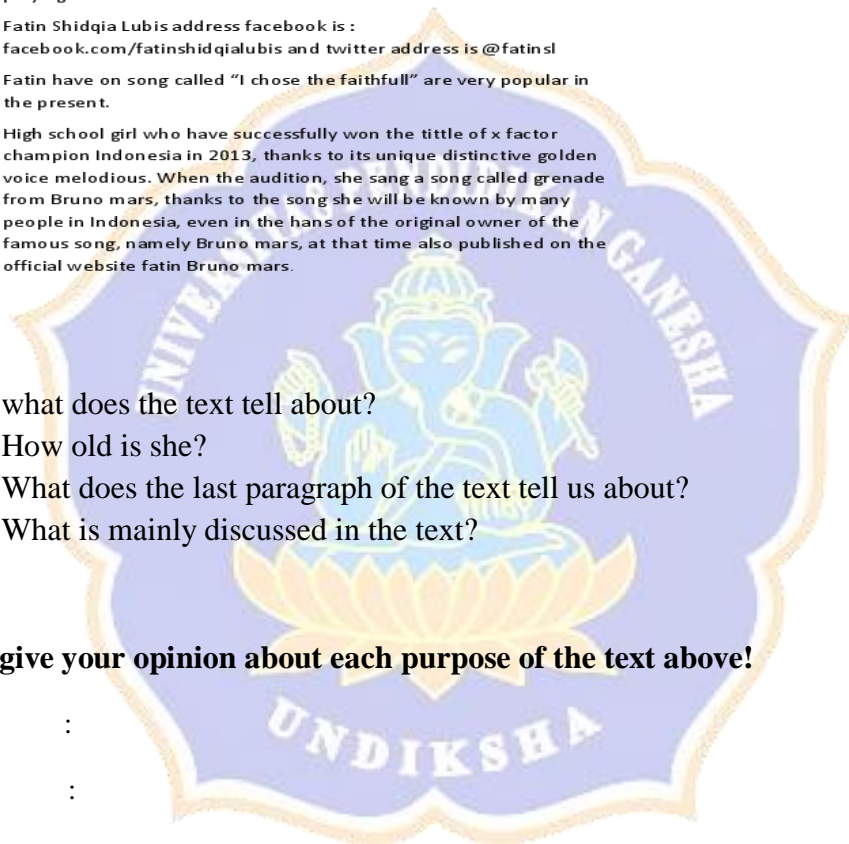 Fatin Shidqia Lubis address facebook is :
facebook.com/fatinshidqialubis and twitter address is @fatinsl
Fatin have on song called “I chose the faithfull” are very popular in
the present.
High school girl who have successfully won the tittle of x factor
champion Indonesia in 2013, thanks to its unique distinctive golden
voice melodious. When the audition, she sang a song called grenade
from Bruno mars, thanks to the song she will be known by many
people in Indonesia, even in the hans of the original owner of the
famous song, namely Bruno mars, at that time also published on the
official website fatin Bruno mars.
UNIVERSITAS PENDIDIKAN GANESHA
what does the text tell about?
How old is she?
What does the last paragraph of the text tell us about?
What is mainly discussed in the text?
give your opinion about each purpose of the text above!
:
:
UNDIKSHA